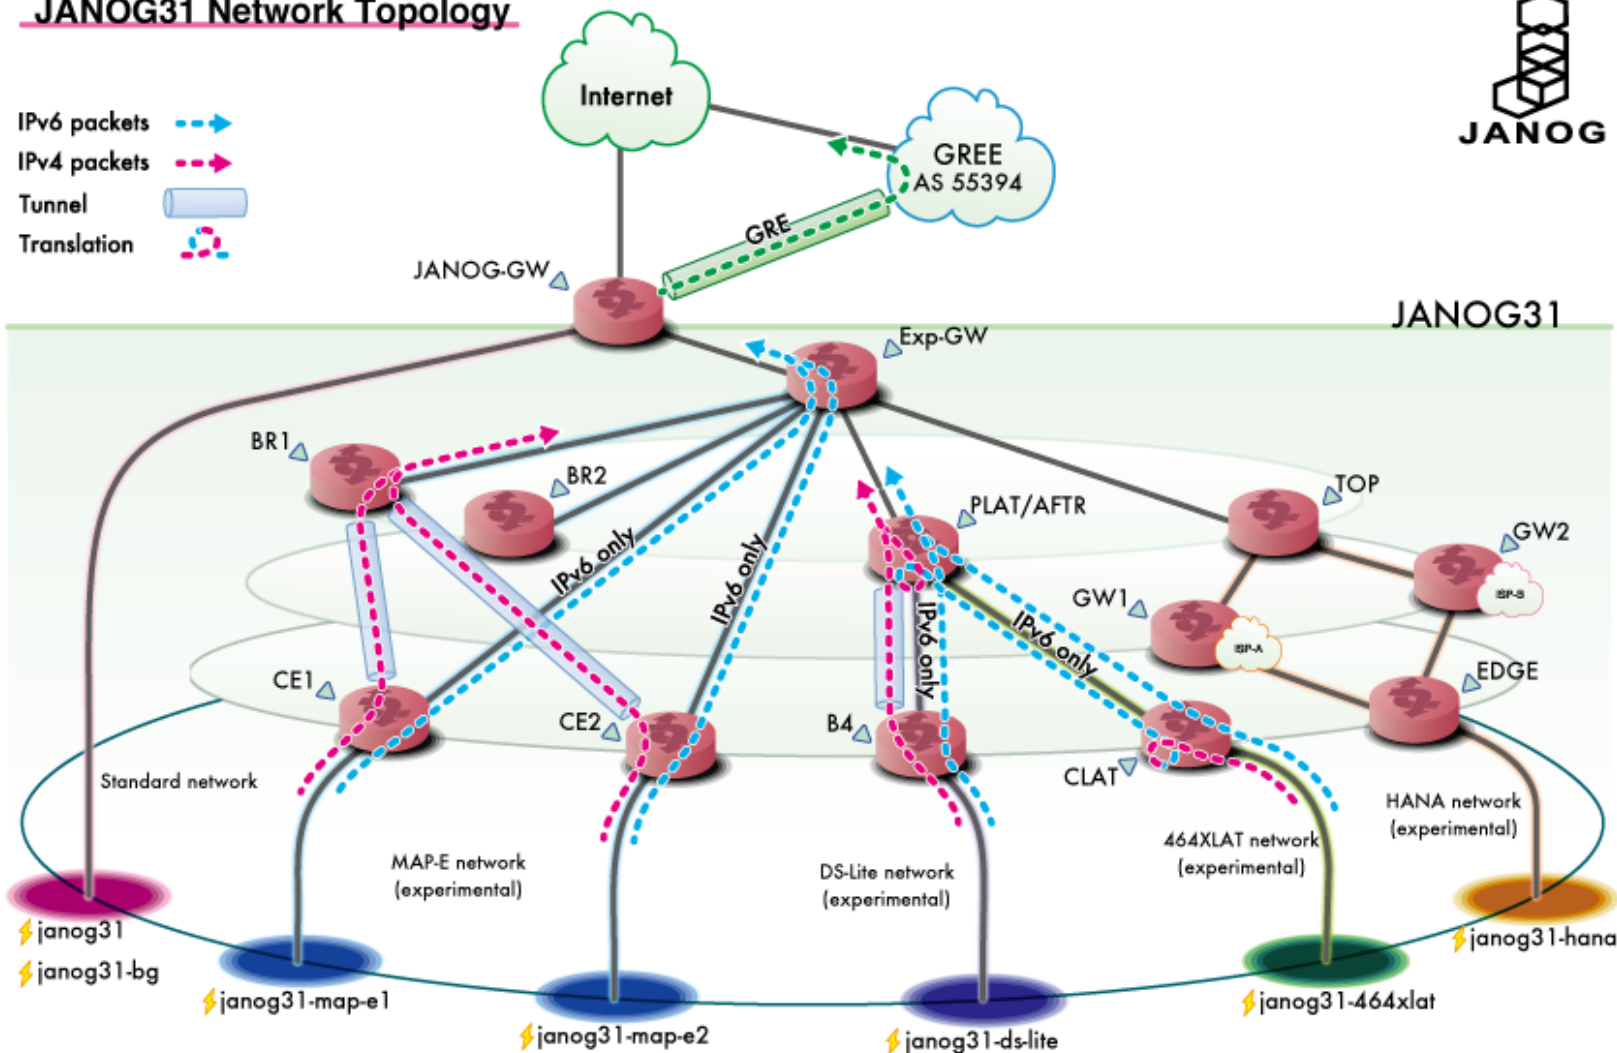 JANOG31 Network Topology
IPv6 packets
IPv4 packets
Tunnel
Translation
Internet
GREE
AS 55394
JANOG
GRE
JANOG-GW
JANOG31
Exp-GW
BR1
BR2
PLAT/AFTR
TOP
GW2
ISP-B
GW1
ISP-A
IPv6 only
IPv6 only
IPv6 only
IPv6 only
CE1
CE2
B4
CLAT
EDGE
Standard network
MAP-E network
(experimental)
DS-Lite network
(experimental)
464XLAT network
(experimental)
HANA network
(experimental)
janog31
janog31-bg
janog31-map-e1
janog31-map-e2
janog31-ds-lite
janog31-464xlat
janog31-hana